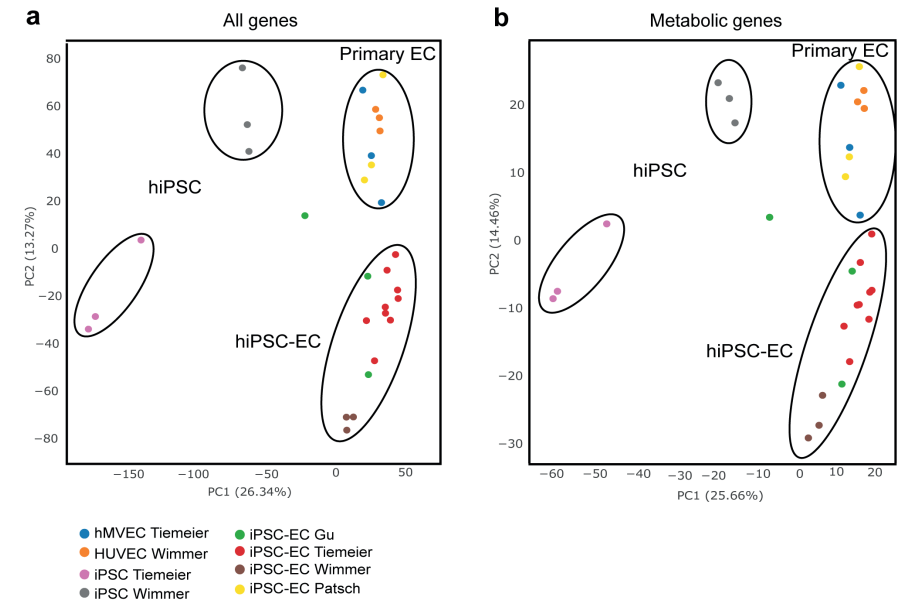 a
All genes
PC2 (13.27%)
80
60
40
20
0
−20
−40
−60
−80
Primary EC
hiPSC
hiPSC-EC
−150
−100
−50
0
50
PC1 (26.34%)
b
Metabolic genes
PC2 (14.46%)
20
10
0
−10
−20
−30
Primary EC
hiPSC
hiPSC-EC
−60
−50
−40
−30
−20
−10
0
10
20
PC1 (25.66%)
hMVEC Tiemeier
HUVEC Wimmer
iPSC Tiemeier
iPSC Wimmer
iPSC-EC Gu
iPSC-EC Tiemeier
iPSC-EC Wimmer
iPSC-EC Patsch